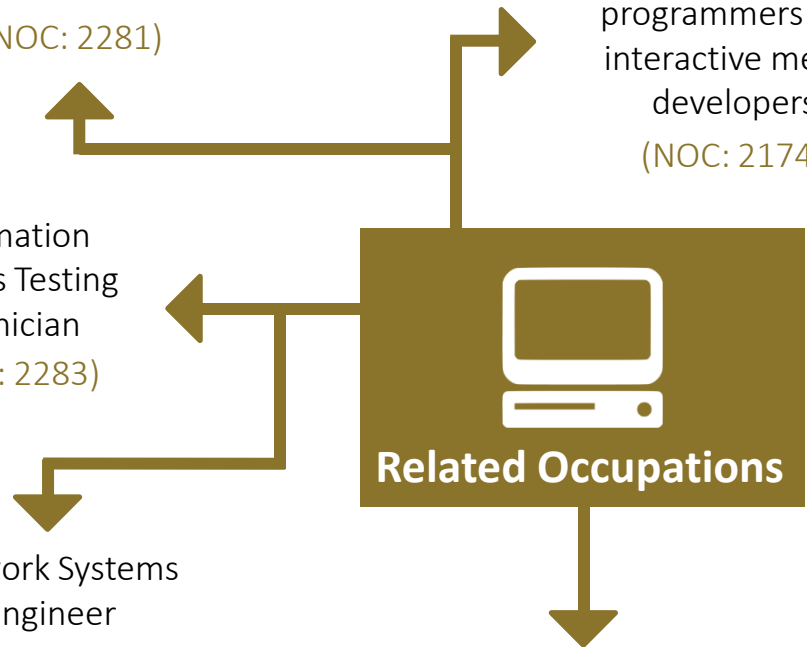 NOC: 2281)
programmers
interactive me
developers
(NOC: 2174
mation
s Testing
nician
: 2283)
Related Occupations
ork Systems
ngineer